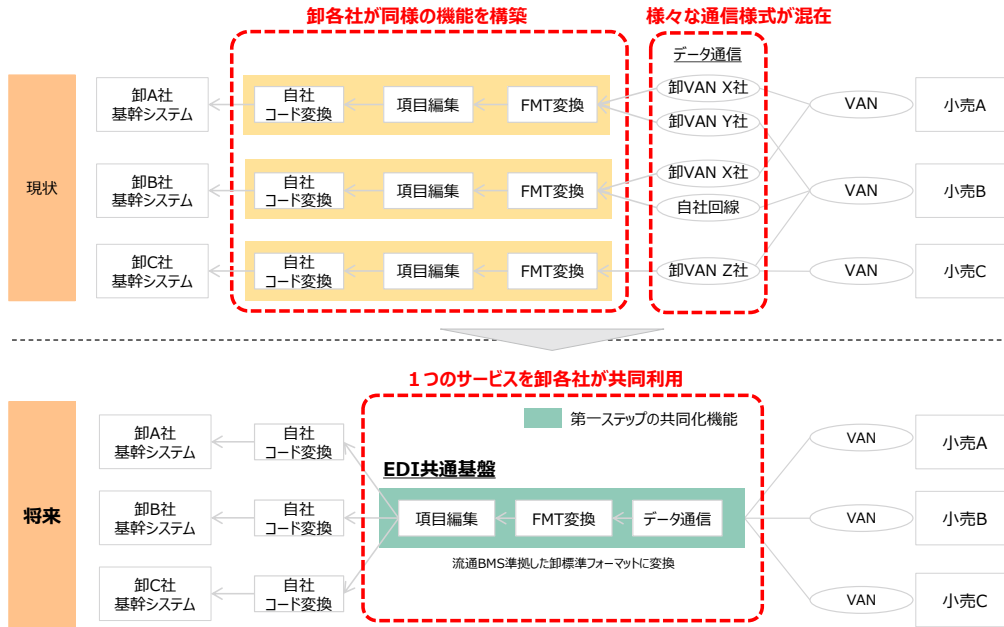 卸各社が同様の機能を構築
様々な通信様式が混在
データ通信
現状
卸A社
基幹システム
自社
コード変換
項目編集
FMT変換
卸VAN X社
卸VAN Y社
VAN
小売A
卸B社
基幹システム
自社
コード変換
項目編集
FMT変換
卸VAN X社
自社回線
VAN
小売B
卸C社
基幹システム
自社
コード変換
項目編集
FMT変換
卸VAN Z社
VAN
小売C
１つのサービスを卸各社が共同利用
第一ステップの共同化機能
将来
卸A社
基幹システム
自社
コード変換
VAN
小売A
EDI共通基盤
卸B社
基幹システム
自社
コード変換
項目編集
FMT変換
データ通信
VAN
小売B
流通BMS準拠した卸標準フォーマットに変換
卸C社
基幹システム
自社
コード変換
VAN
小売C